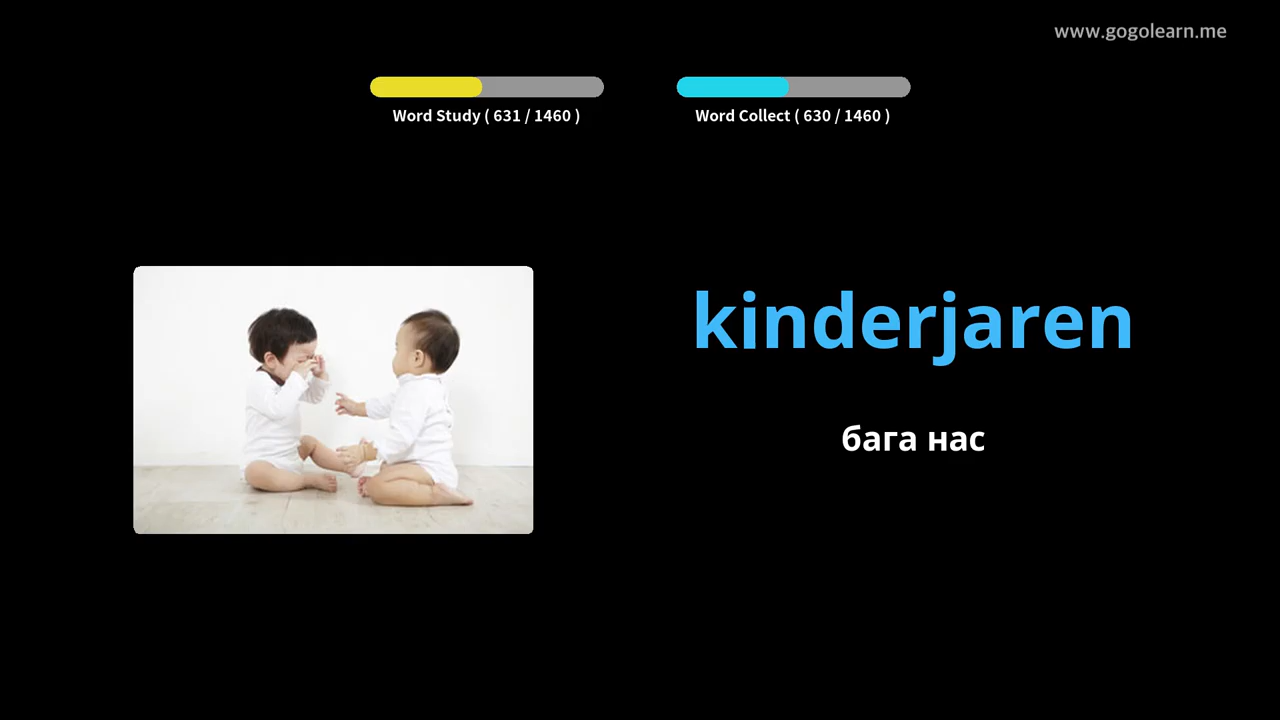 www.gogolearn.me
Word Study ( 631 / 1460 )
Word Collect ( 630 / 1460 )
kinderjaren
бага нас